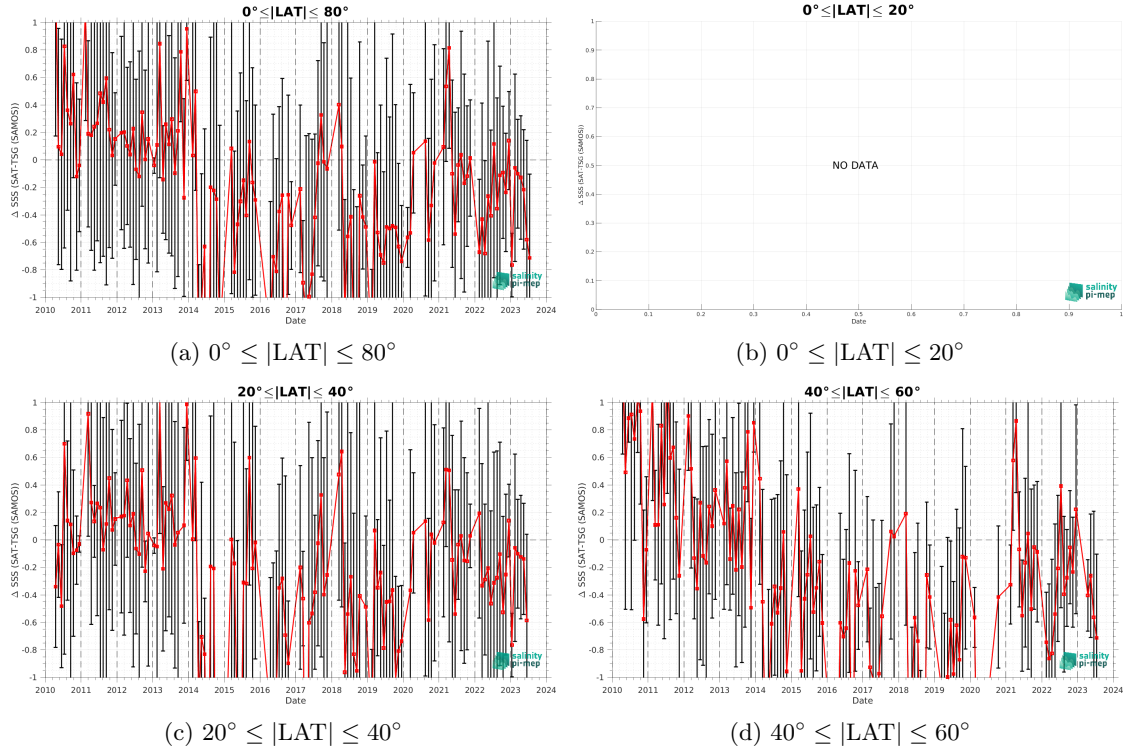 0°≤|LAT|≤ 80°
Δ SSS (SAT-TSG (SAMOS))
1
0.8
0.6
0.4
0.2
0
-0.2
-0.4
-0.6
-0.8
-1
2010 2011 2012 2013 2014 2015 2016 2017 2018 2019 2020 2021 2022 2023 2024
Date
salinity
pi-mep
(a) 0° ≤ |LAT| ≤ 80°
0°≤|LAT|≤ 20°
Δ SSS (SAT-TSG (SAMOS))
1
0.9
0.8
0.7
0.6
0.5
0.4
0.3
0.2
0.1
0
NO DATA
0 0.1 0.2 0.3 0.4 0.5 0.6 0.7 0.8 0.9 1
Date
salinity
pi-mep
(b) 0° ≤ |LAT| ≤ 20°
20°≤|LAT|≤ 40°
Δ SSS (SAT-TSG (SAMOS))
1
0.8
0.6
0.4
0.2
0
-0.2
-0.4
-0.6
-0.8
-1
2010 2011 2012 2013 2014 2015 2016 2017 2018 2019 2020 2021 2022 2023 2024
Date
salinity
pi-mep
(c) 20° ≤ |LAT| ≤ 40°
40°≤|LAT|≤ 60°
Δ SSS (SAT-TSG (SAMOS))
1
0.8
0.6
0.4
0.2
0
-0.2
-0.4
-0.6
-0.8
-1
2010 2011 2012 2013 2014 2015 2016 2017 2018 2019 2020 2021 2022 2023 2024
Date
salinity
pi-mep
(d) 40° ≤ |LAT| ≤ 60°